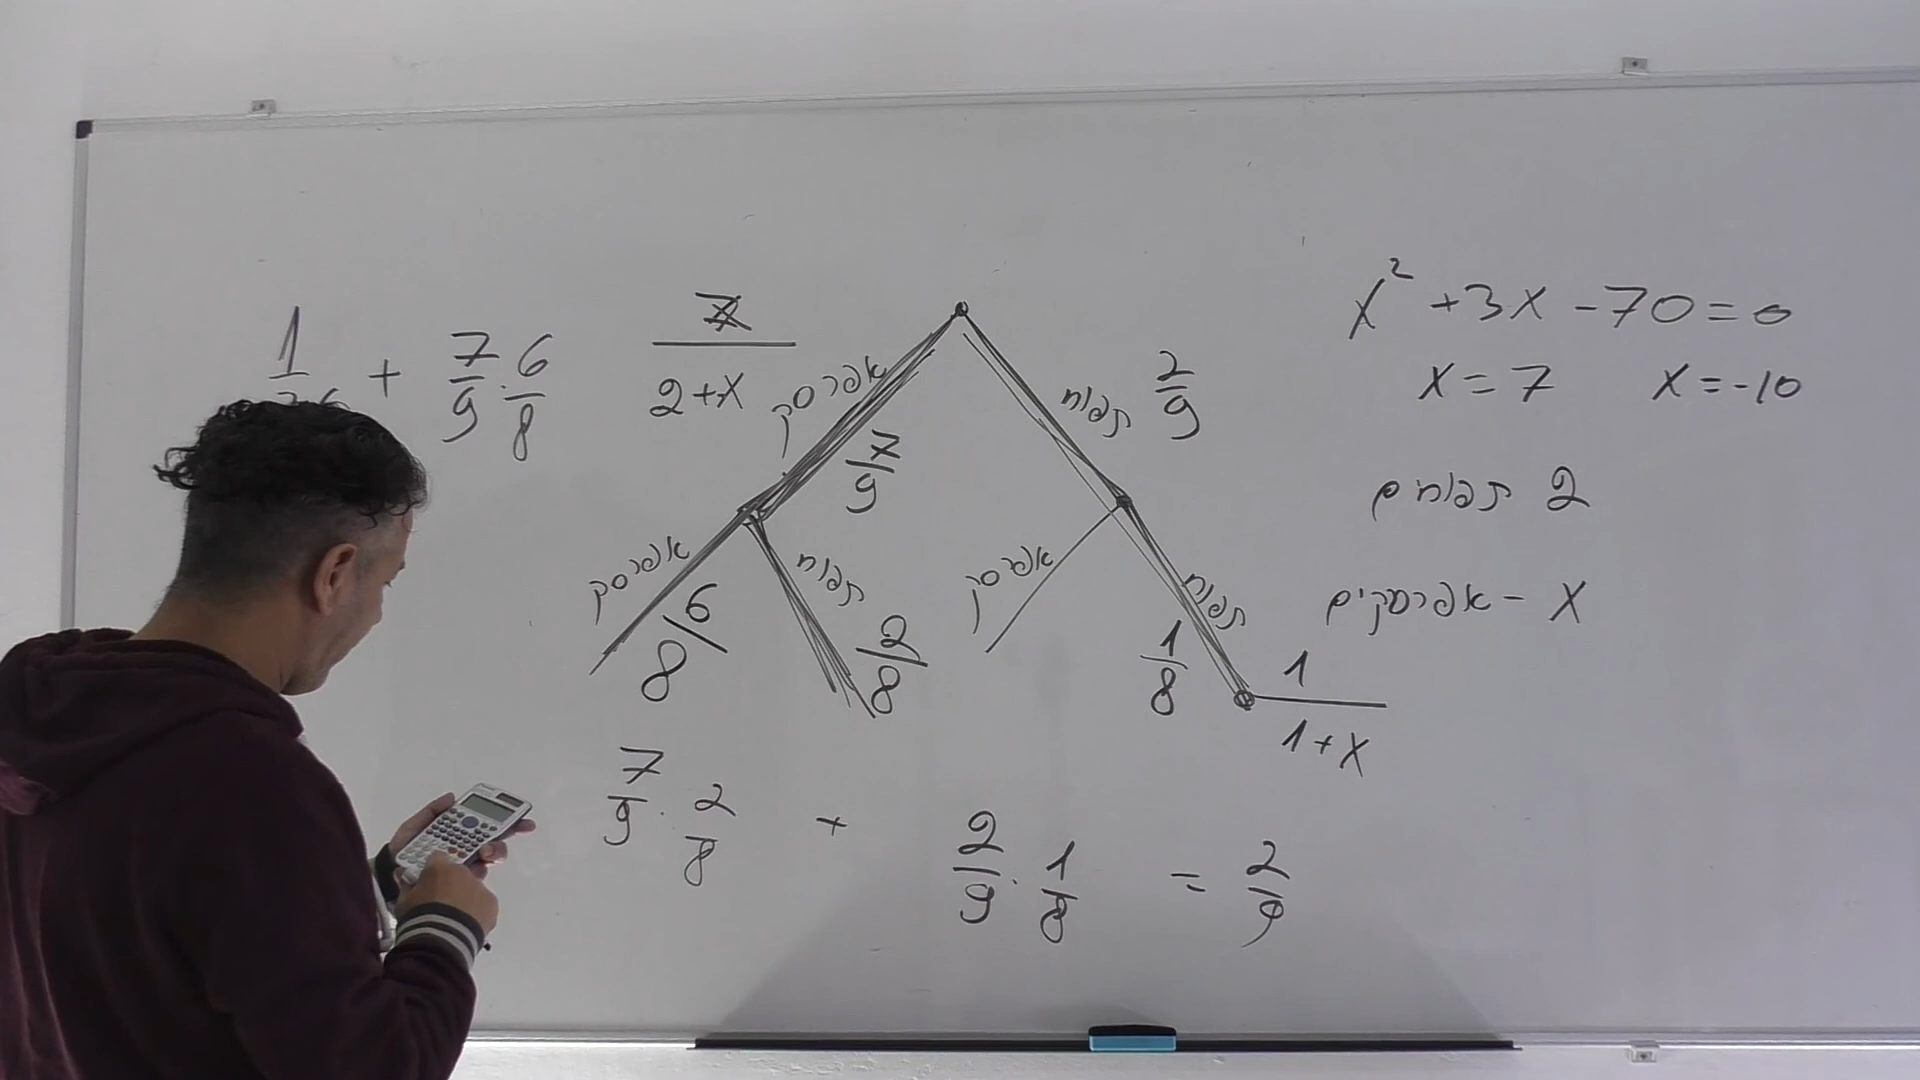 x² + 3x - 70 = 0
x = 7 x = -10
2 תפוחים
x - אפרסקים
1/36 + 7/9 · 6/8
7/(2+x)
אפרסק 7/9
תפוח 2/9
אפרסק 6/8
תפוח 2/8
אפרסק
תפוח 1/8
1/(1+x)
7/9 · 2/8 + 2/9 · 1/8 = 2/9